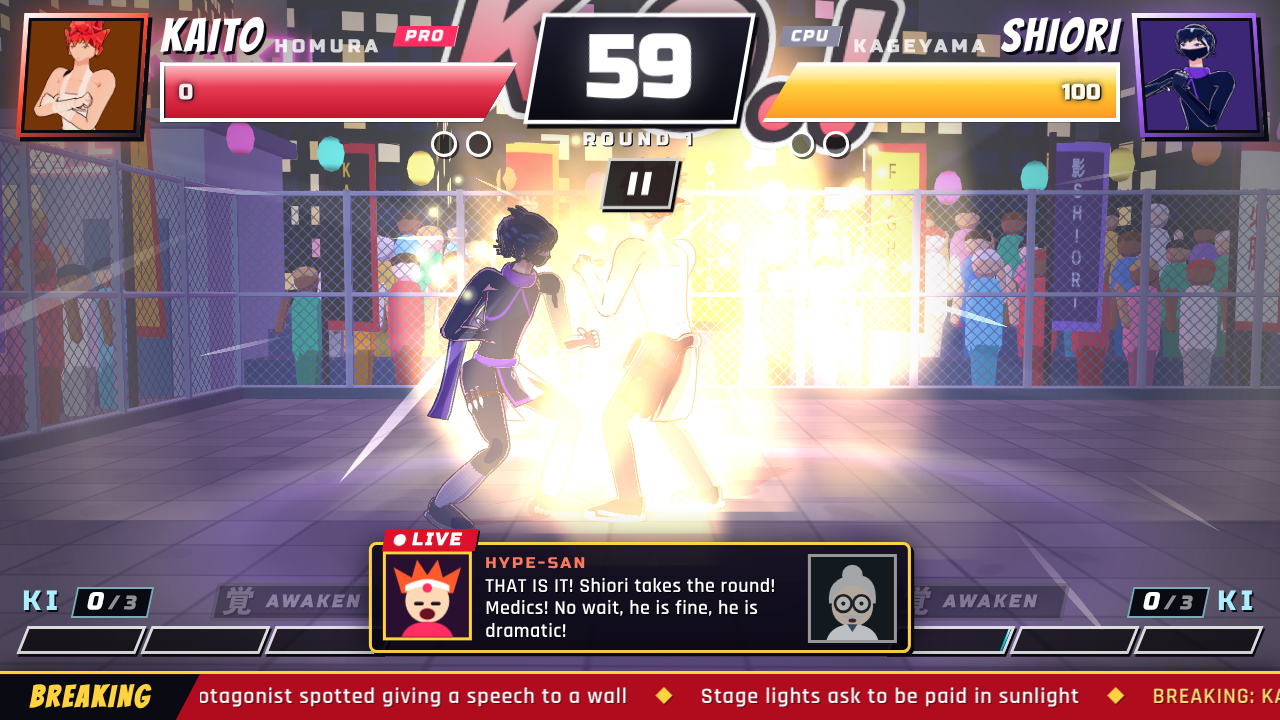 KAITO HOMURA PRO
0
59
ROUND 1
CPU KAGEYAMA SHIORI
100
影
SHIORI
LIVE
HYPE-SAN
THAT IS IT! Shiori takes the round!
Medics! No wait, he is fine, he is
dramatic!
KI 0/3
覚 AWAKEN
覚 AWAKEN
0/3 KI
BREAKING
otagonist spotted giving a speech to a wall ◆ Stage lights ask to be paid in sunlight ◆ BREAKING: KA